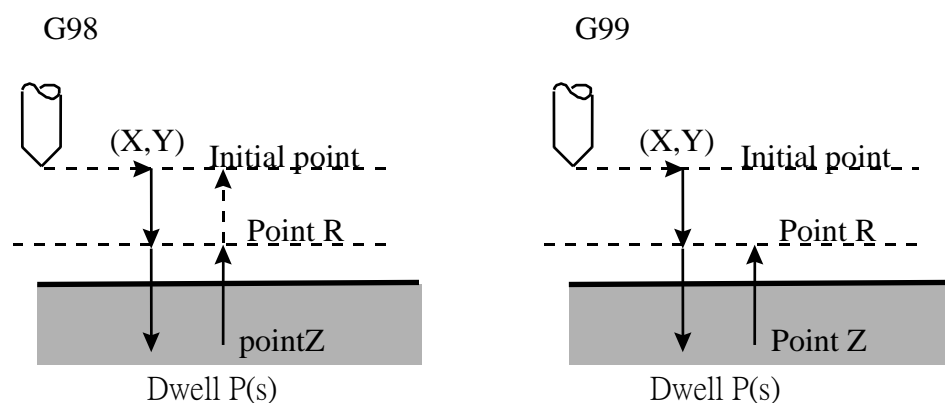 G98
(X,Y)
Initial point
Point R
pointZ
Dwell P(s)
G99
(X,Y)
Initial point
Point R
Point Z
Dwell P(s)